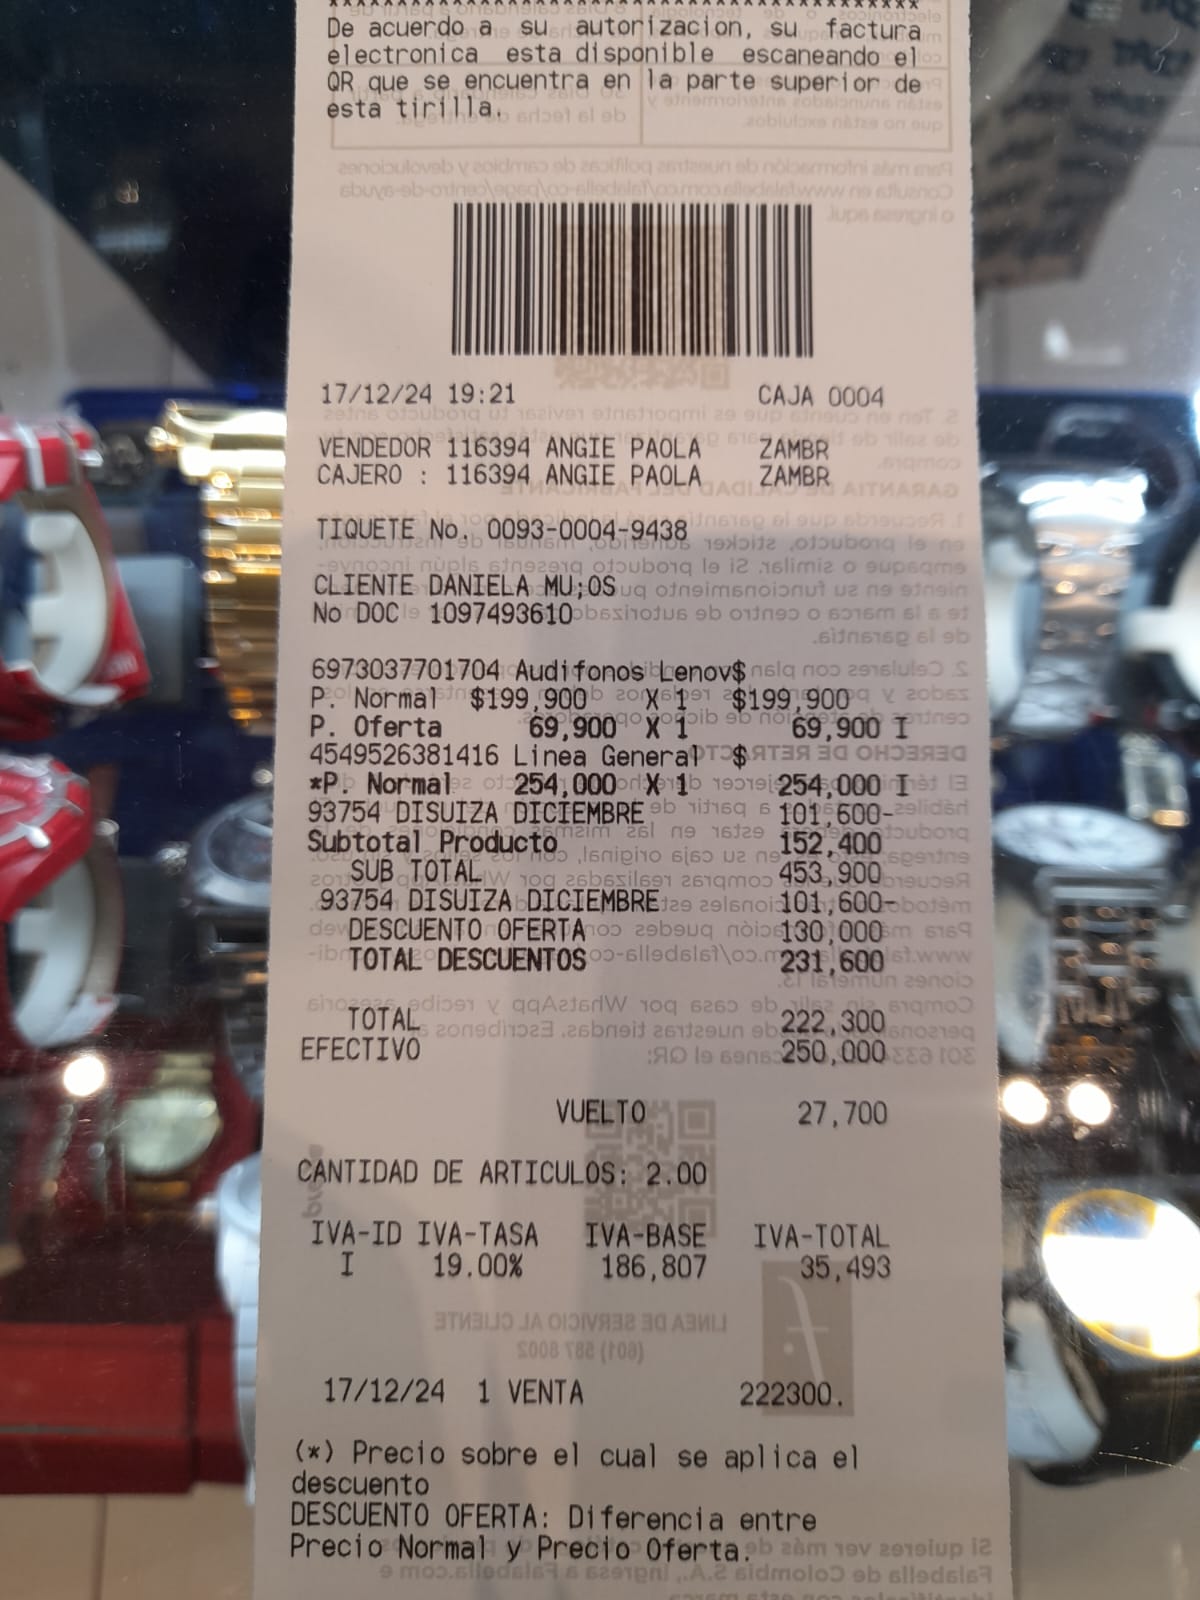 De acuerdo a su autorizacion, su factura
electronica esta disponible escaneando el
QR que se encuentra en la parte superior de
esta tirilla.
17/12/24 19:21 CAJA 0004
VENDEDOR 116394 ANGIE PAOLA ZAMBR
CAJERO : 116394 ANGIE PAOLA ZAMBR
TIQUETE No. 0093-0004-9438
CLIENTE DANIELA MU;OS
No DOC 1097493610
6973037701704 Audifonos Lenov$
P. Normal $199,900 X 1 $199,900
P. Oferta 69,900 X 1 69,900 I
4549526381416 Linea General $
*P. Normal 254,000 X 1 254,000 I
93754 DISUIZA DICIEMBRE 101,600-
Subtotal Producto 152,400
SUB TOTAL 453,900
93754 DISUIZA DICIEMBRE 101,600-
DESCUENTO OFERTA 130,000
TOTAL DESCUENTOS 231,600
TOTAL 222,300
EFECTIVO 250,000
VUELTO 27,700
CANTIDAD DE ARTICULOS: 2.00
IVA-ID IVA-TASA IVA-BASE IVA-TOTAL
I 19.00% 186,807 35,493
17/12/24 1 VENTA 222300.
(*) Precio sobre el cual se aplica el
descuento
DESCUENTO OFERTA: Diferencia entre
Precio Normal y Precio Oferta.